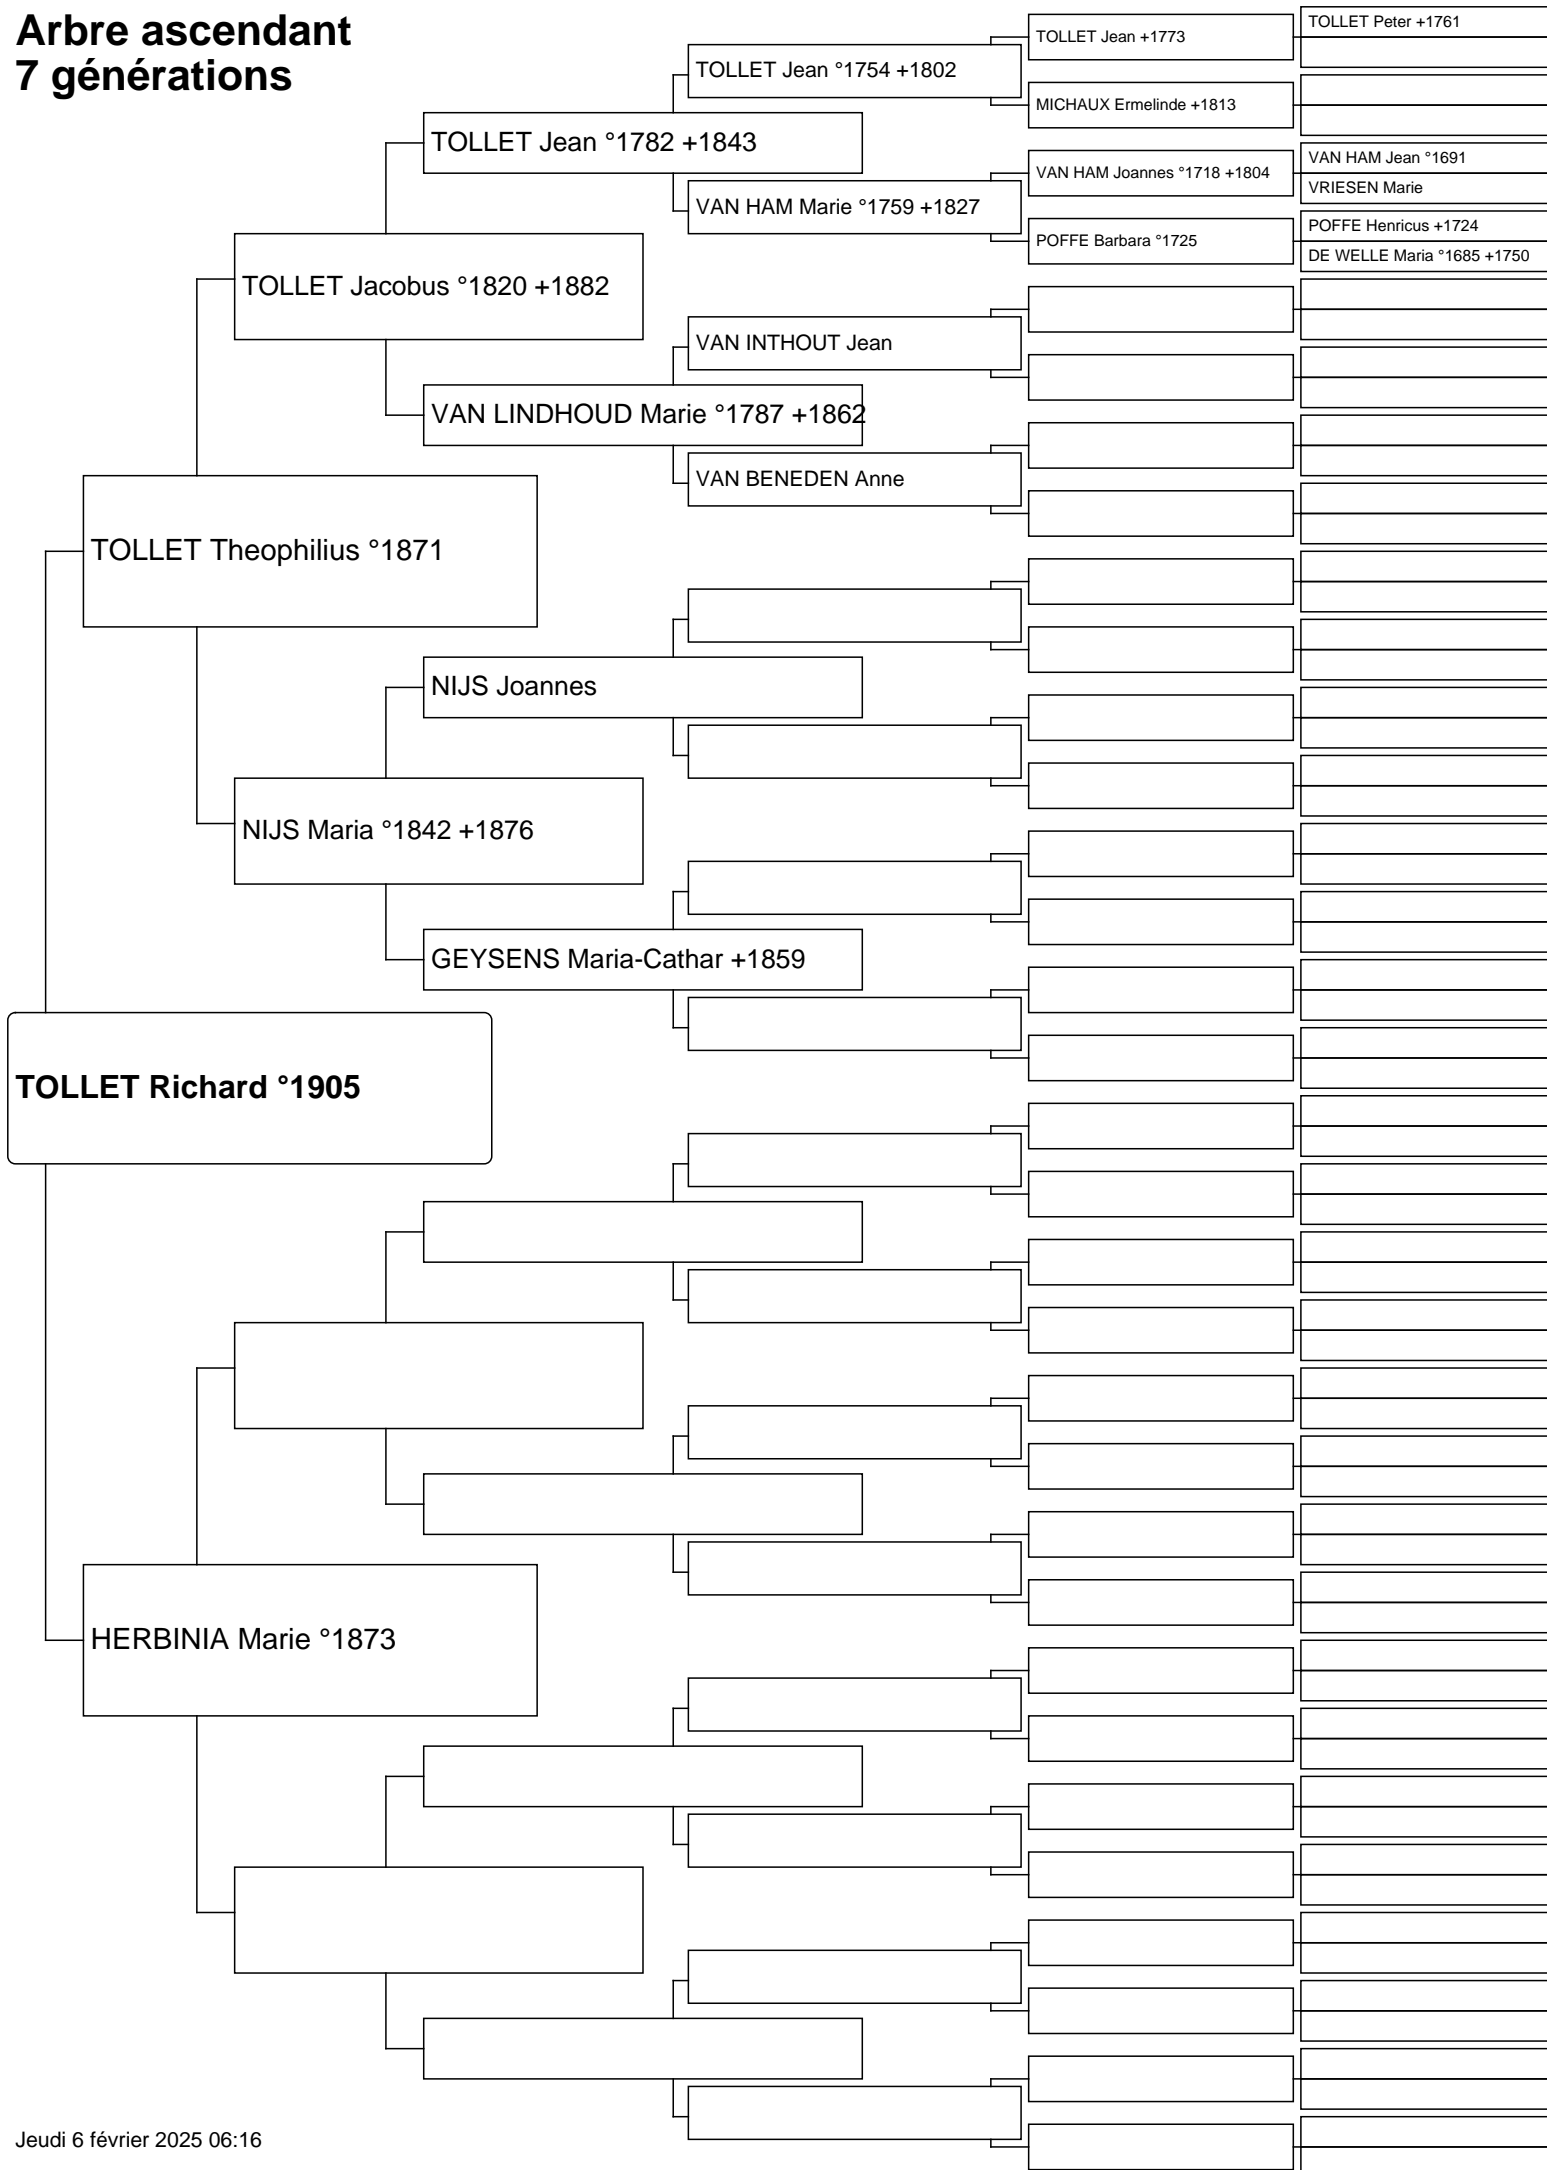 Arbre ascendant
7 générations
TOLLET Peter +1761
TOLLET Jean +1773
TOLLET Jean °1754 +1802
MICHAUX Ermelinde +1813
TOLLET Jean °1782 +1843
VAN HAM Jean °1691
VAN HAM Joannes °1718 +1804
VRIESEN Marie
VAN HAM Marie °1759 +1827
POFFE Henricus +1724
POFFE Barbara °1725
DE WELLE Maria °1685 +1750
TOLLET Jacobus °1820 +1882
VAN INTHOUT Jean
VAN LINDHOUD Marie °1787 +1862
VAN BENEDEN Anne
TOLLET Theophilius °1871
NIJS Joannes
NIJS Maria °1842 +1876
GEYSENS Maria-Cathar +1859
TOLLET Richard °1905
HERBINIA Marie °1873
Jeudi 6 février 2025 06:16